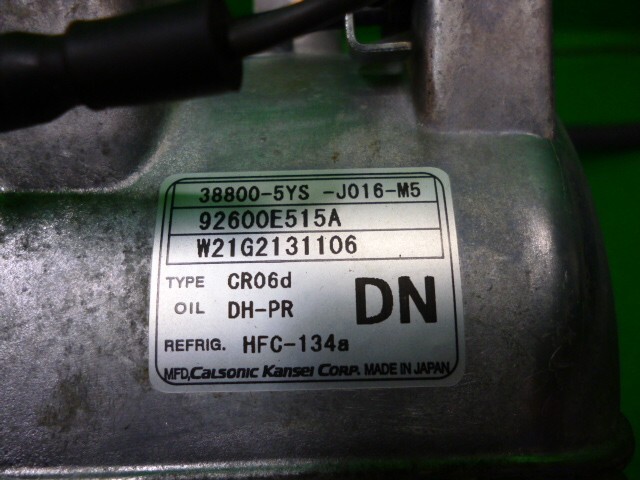 38800-5YS -J016-M5
92600E515A
W21G2131106
TYPE CR06d
OIL DH-PR
DN
REFRIG. HFC-134a
MFD, CALSONIC KANSEI CORP. MADE IN JAPAN